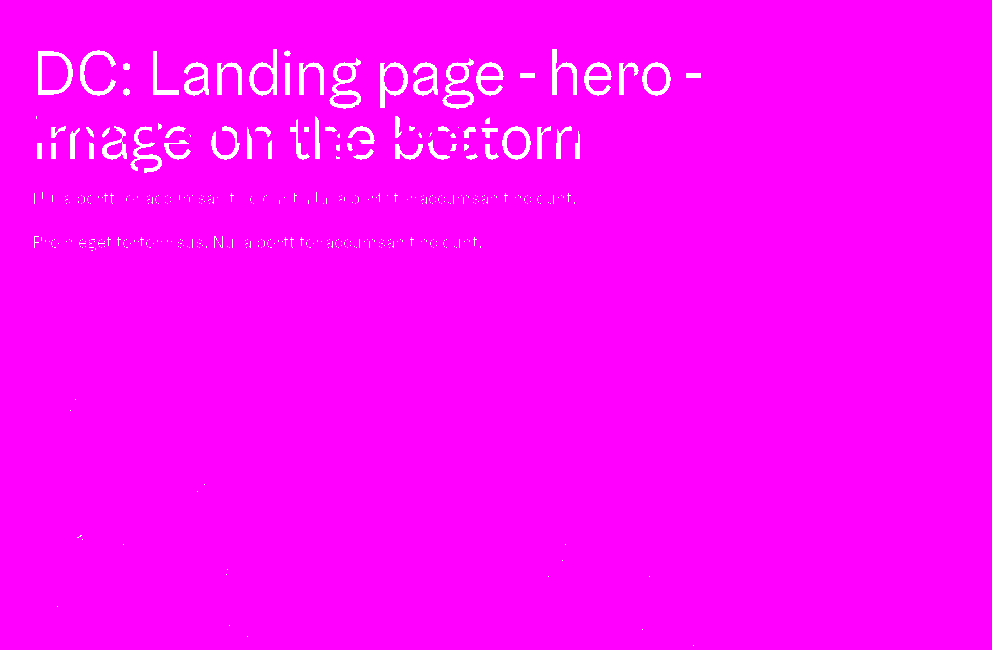 DC: Landing page - hero -
image on the bottom
Nulla porttitor accumsan tincidunt. Nulla porttitor accumsan tincidunt.
Proin eget tortor risus. Nulla porttitor accumsan tincidunt.